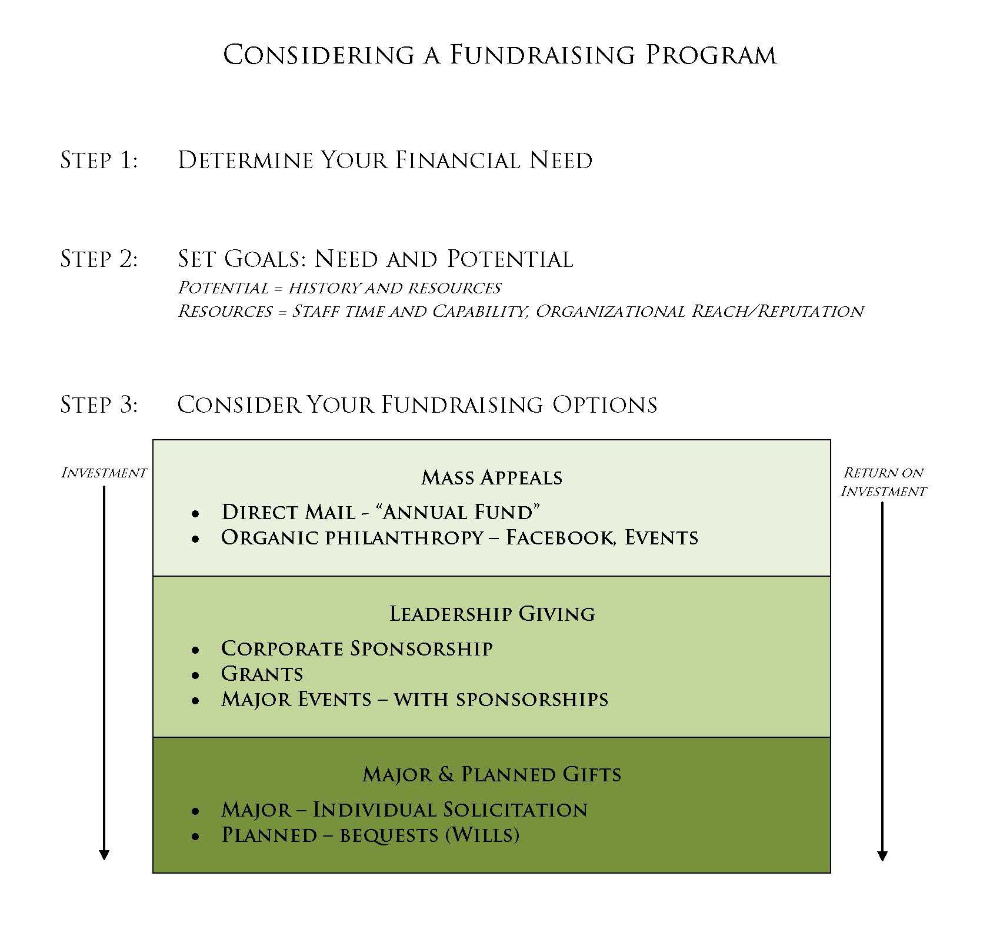 Considering a Fundraising Program
Step 1: Determine Your Financial Need
Step 2: Set Goals: Need and Potential
Potential = history and resources
Resources = Staff time and Capability, Organizational Reach/Reputation
Step 3: Consider Your Fundraising Options
Investment
Return on
Investment
Mass Appeals
• Direct Mail - “Annual Fund”
• Organic philanthropy – Facebook, Events
Leadership Giving
• Corporate Sponsorship
• Grants
• Major Events – with sponsorships
Major & Planned Gifts
• Major – Individual Solicitation
• Planned – bequests (Wills)